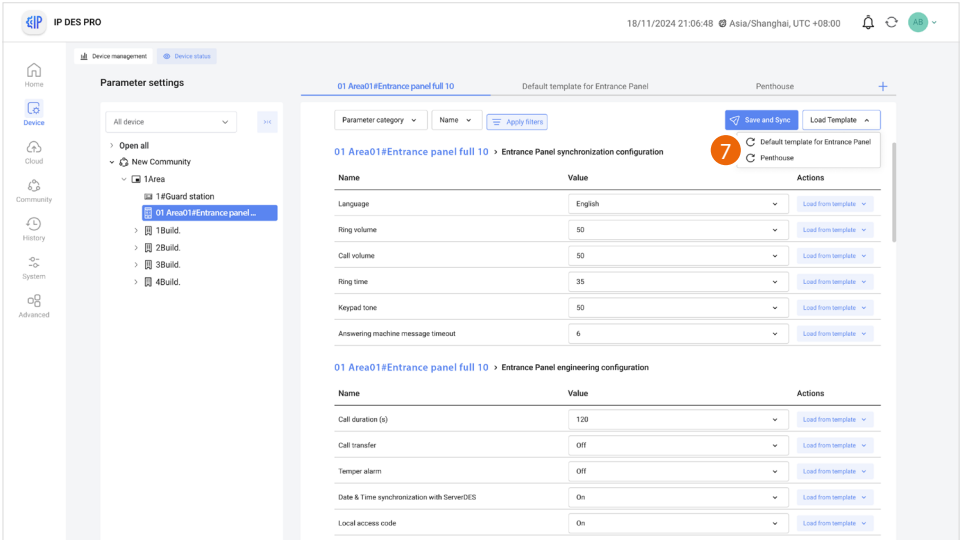 IP IP DES PRO
18/11/2024 21:06:48 Asia/Shanghai, UTC +08:00 AB
Device management Device status
Home
Device
Cloud
Community
History
System
Advanced
Parameter settings
All device
Open all
New Community
1Area
1#Guard station
01 Area01#Entrance panel ...
1Build.
2Build.
3Build.
4Build.
01 Area01#Entrance panel full 10 Default template for Entrance Panel Penthouse +
Parameter category Name Apply filters Save and Sync Load Template
7 Default template for Entrance Panel
Penthouse
01 Area01#Entrance panel full 10 > Entrance Panel synchronization configuration
Name Value Actions
Language English Load from template
Ring volume 50 Load from template
Call volume 50 Load from template
Ring time 35 Load from template
Keypad tone 50 Load from template
Answering machine message timeout 6 Load from template
01 Area01#Entrance panel full 10 > Entrance Panel engineering configuration
Name Value Actions
Call duration (s) 120 Load from template
Call transfer Off Load from template
Temper alarm Off Load from template
Date & Time synchronization with ServerDES On Load from template
Local access code On Load from template